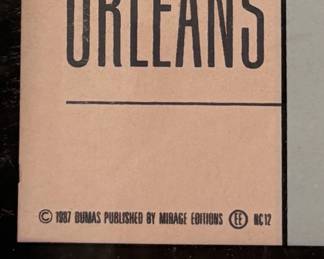 ORLEANS
© 1987 DUMAS PUBLISHED BY MIRAGE EDITIONS EE NC12